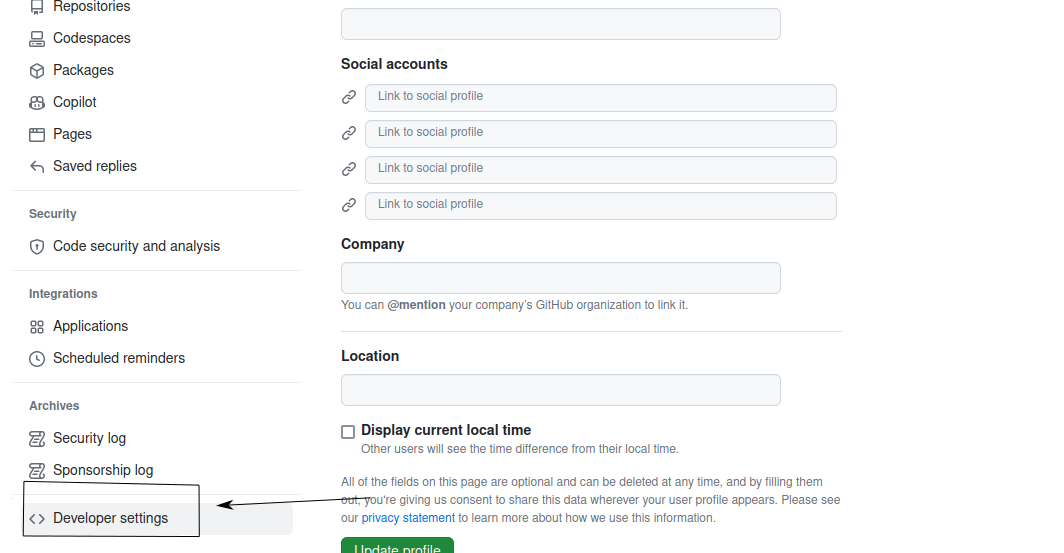 Repositories
Codespaces
Packages
Copilot
Pages
Saved replies
Security
Code security and analysis
Integrations
Applications
Scheduled reminders
Archives
Security log
Sponsorship log
Developer settings
Social accounts
Link to social profile
Link to social profile
Link to social profile
Link to social profile
Company
You can @mention your company's GitHub organization to link it.
Location
Display current local time
Other users will see the time difference from their local time.
All of the fields on this page are optional and can be deleted at any time, and by filling them
out, you're giving us consent to share this data wherever your user profile appears. Please see
our privacy statement to learn more about how we use this information.
Update profile